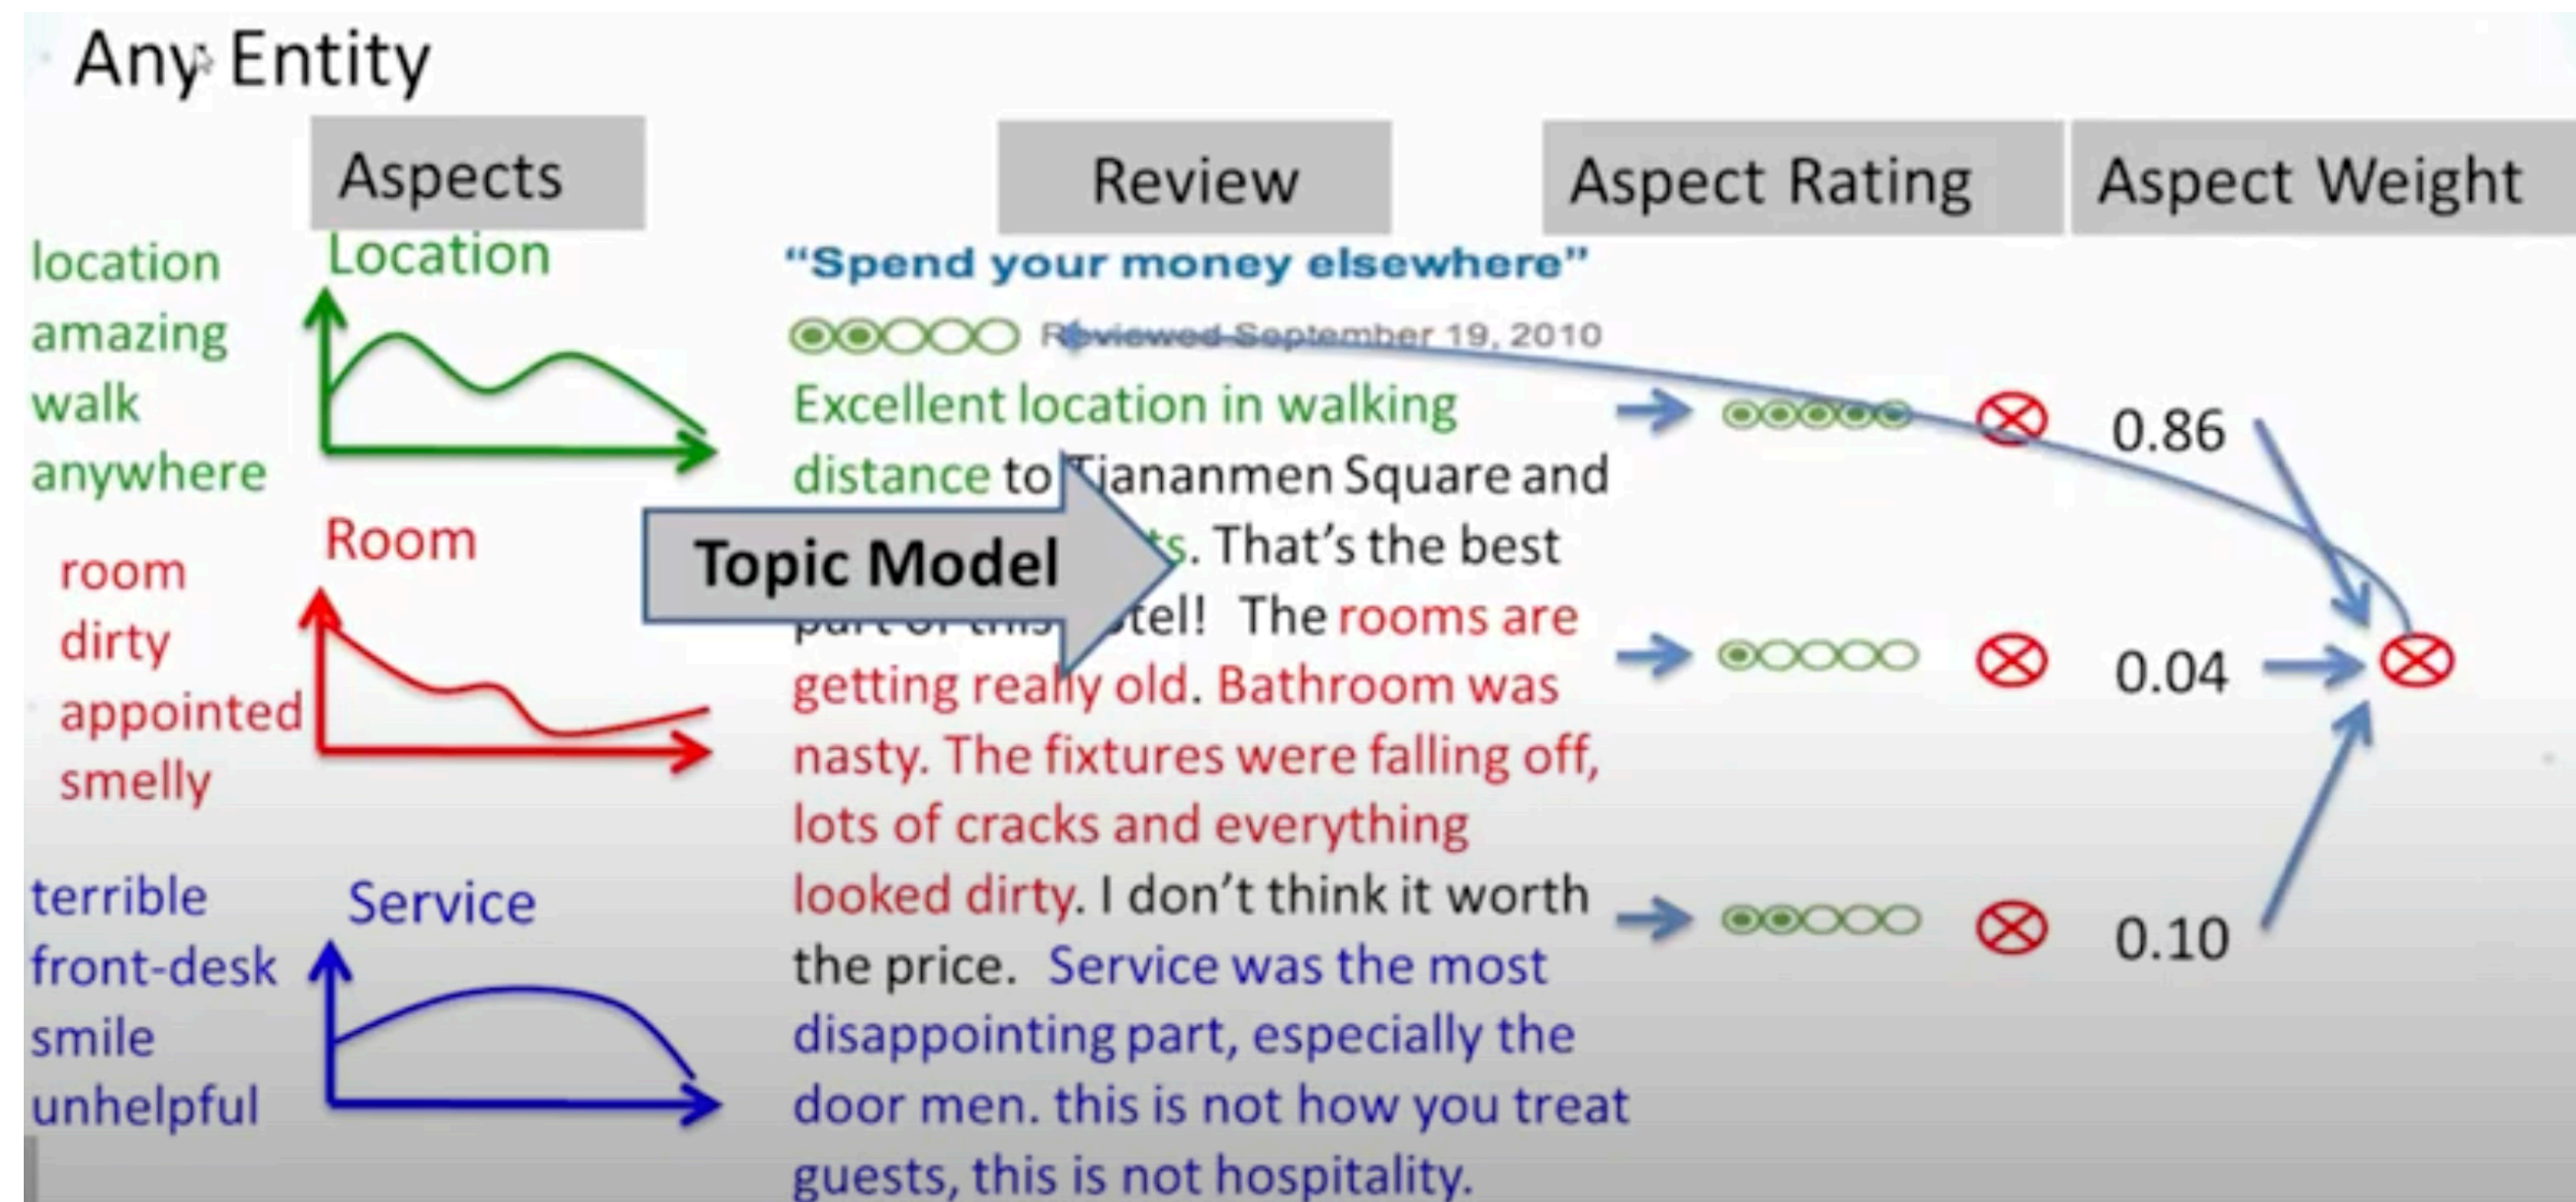 Any Entity
Aspects
Review
Aspect Rating
Aspect Weight
location
amazing
walk
anywhere
Location
room
dirty
appointed
smelly
Room
terrible
front-desk
smile
unhelpful
Service
Topic Model
“Spend your money elsewhere”
Reviewed September 19, 2010
Excellent location in walking
distance to Tiananmen Square and
. That’s the best
part of this The rooms are
getting really old. Bathroom was
nasty. The fixtures were falling off,
lots of cracks and everything
looked dirty. I don’t think it worth
the price. Service was the most
disappointing part, especially the
door men. this is not how you treat
guests, this is not hospitality.
0.86
0.04
0.10